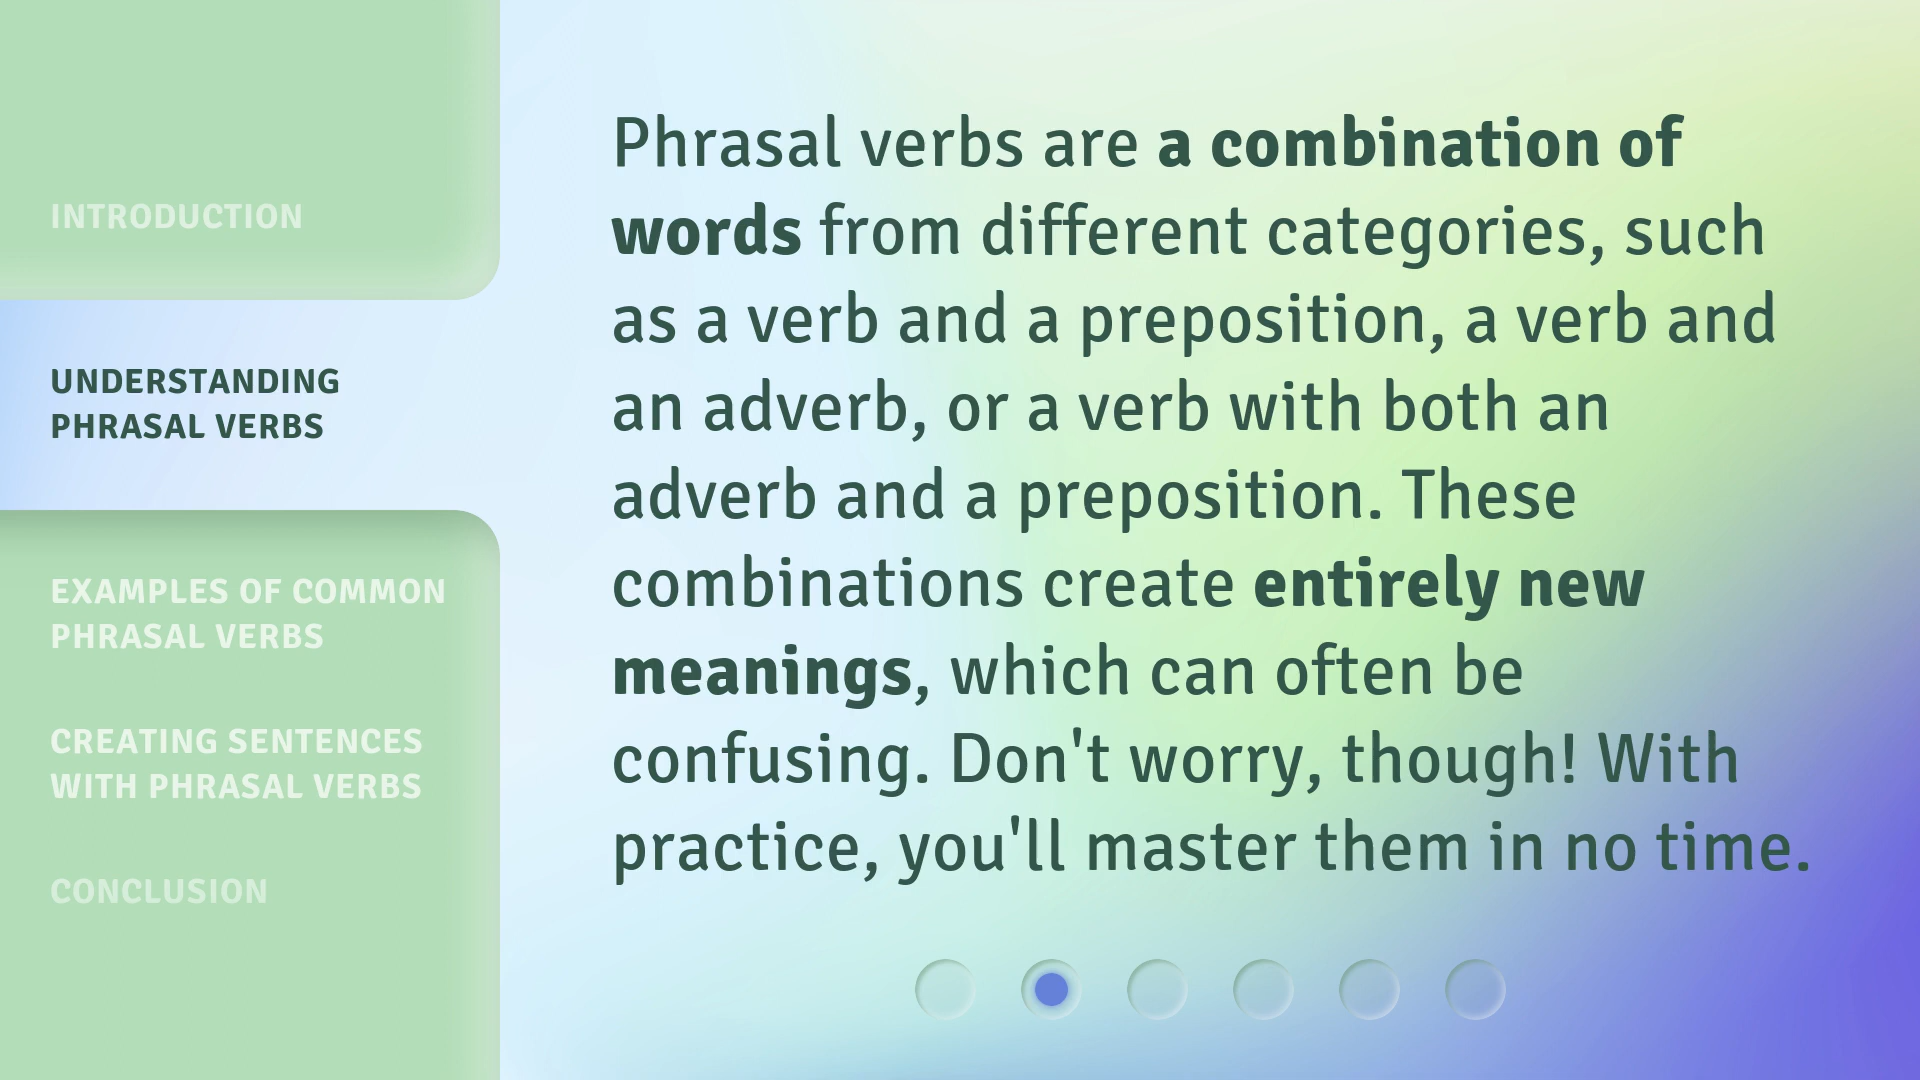 INTRODUCTION
UNDERSTANDING
PHRASAL VERBS
EXAMPLES OF COMMON
PHRASAL VERBS
CREATING SENTENCES
WITH PHRASAL VERBS
CONCLUSION
Phrasal verbs are a combination of
words from different categories, such
as a verb and a preposition, a verb and
an adverb, or a verb with both an
adverb and a preposition. These
combinations create entirely new
meanings, which can often be
confusing. Don't worry, though! With
practice, you'll master them in no time.